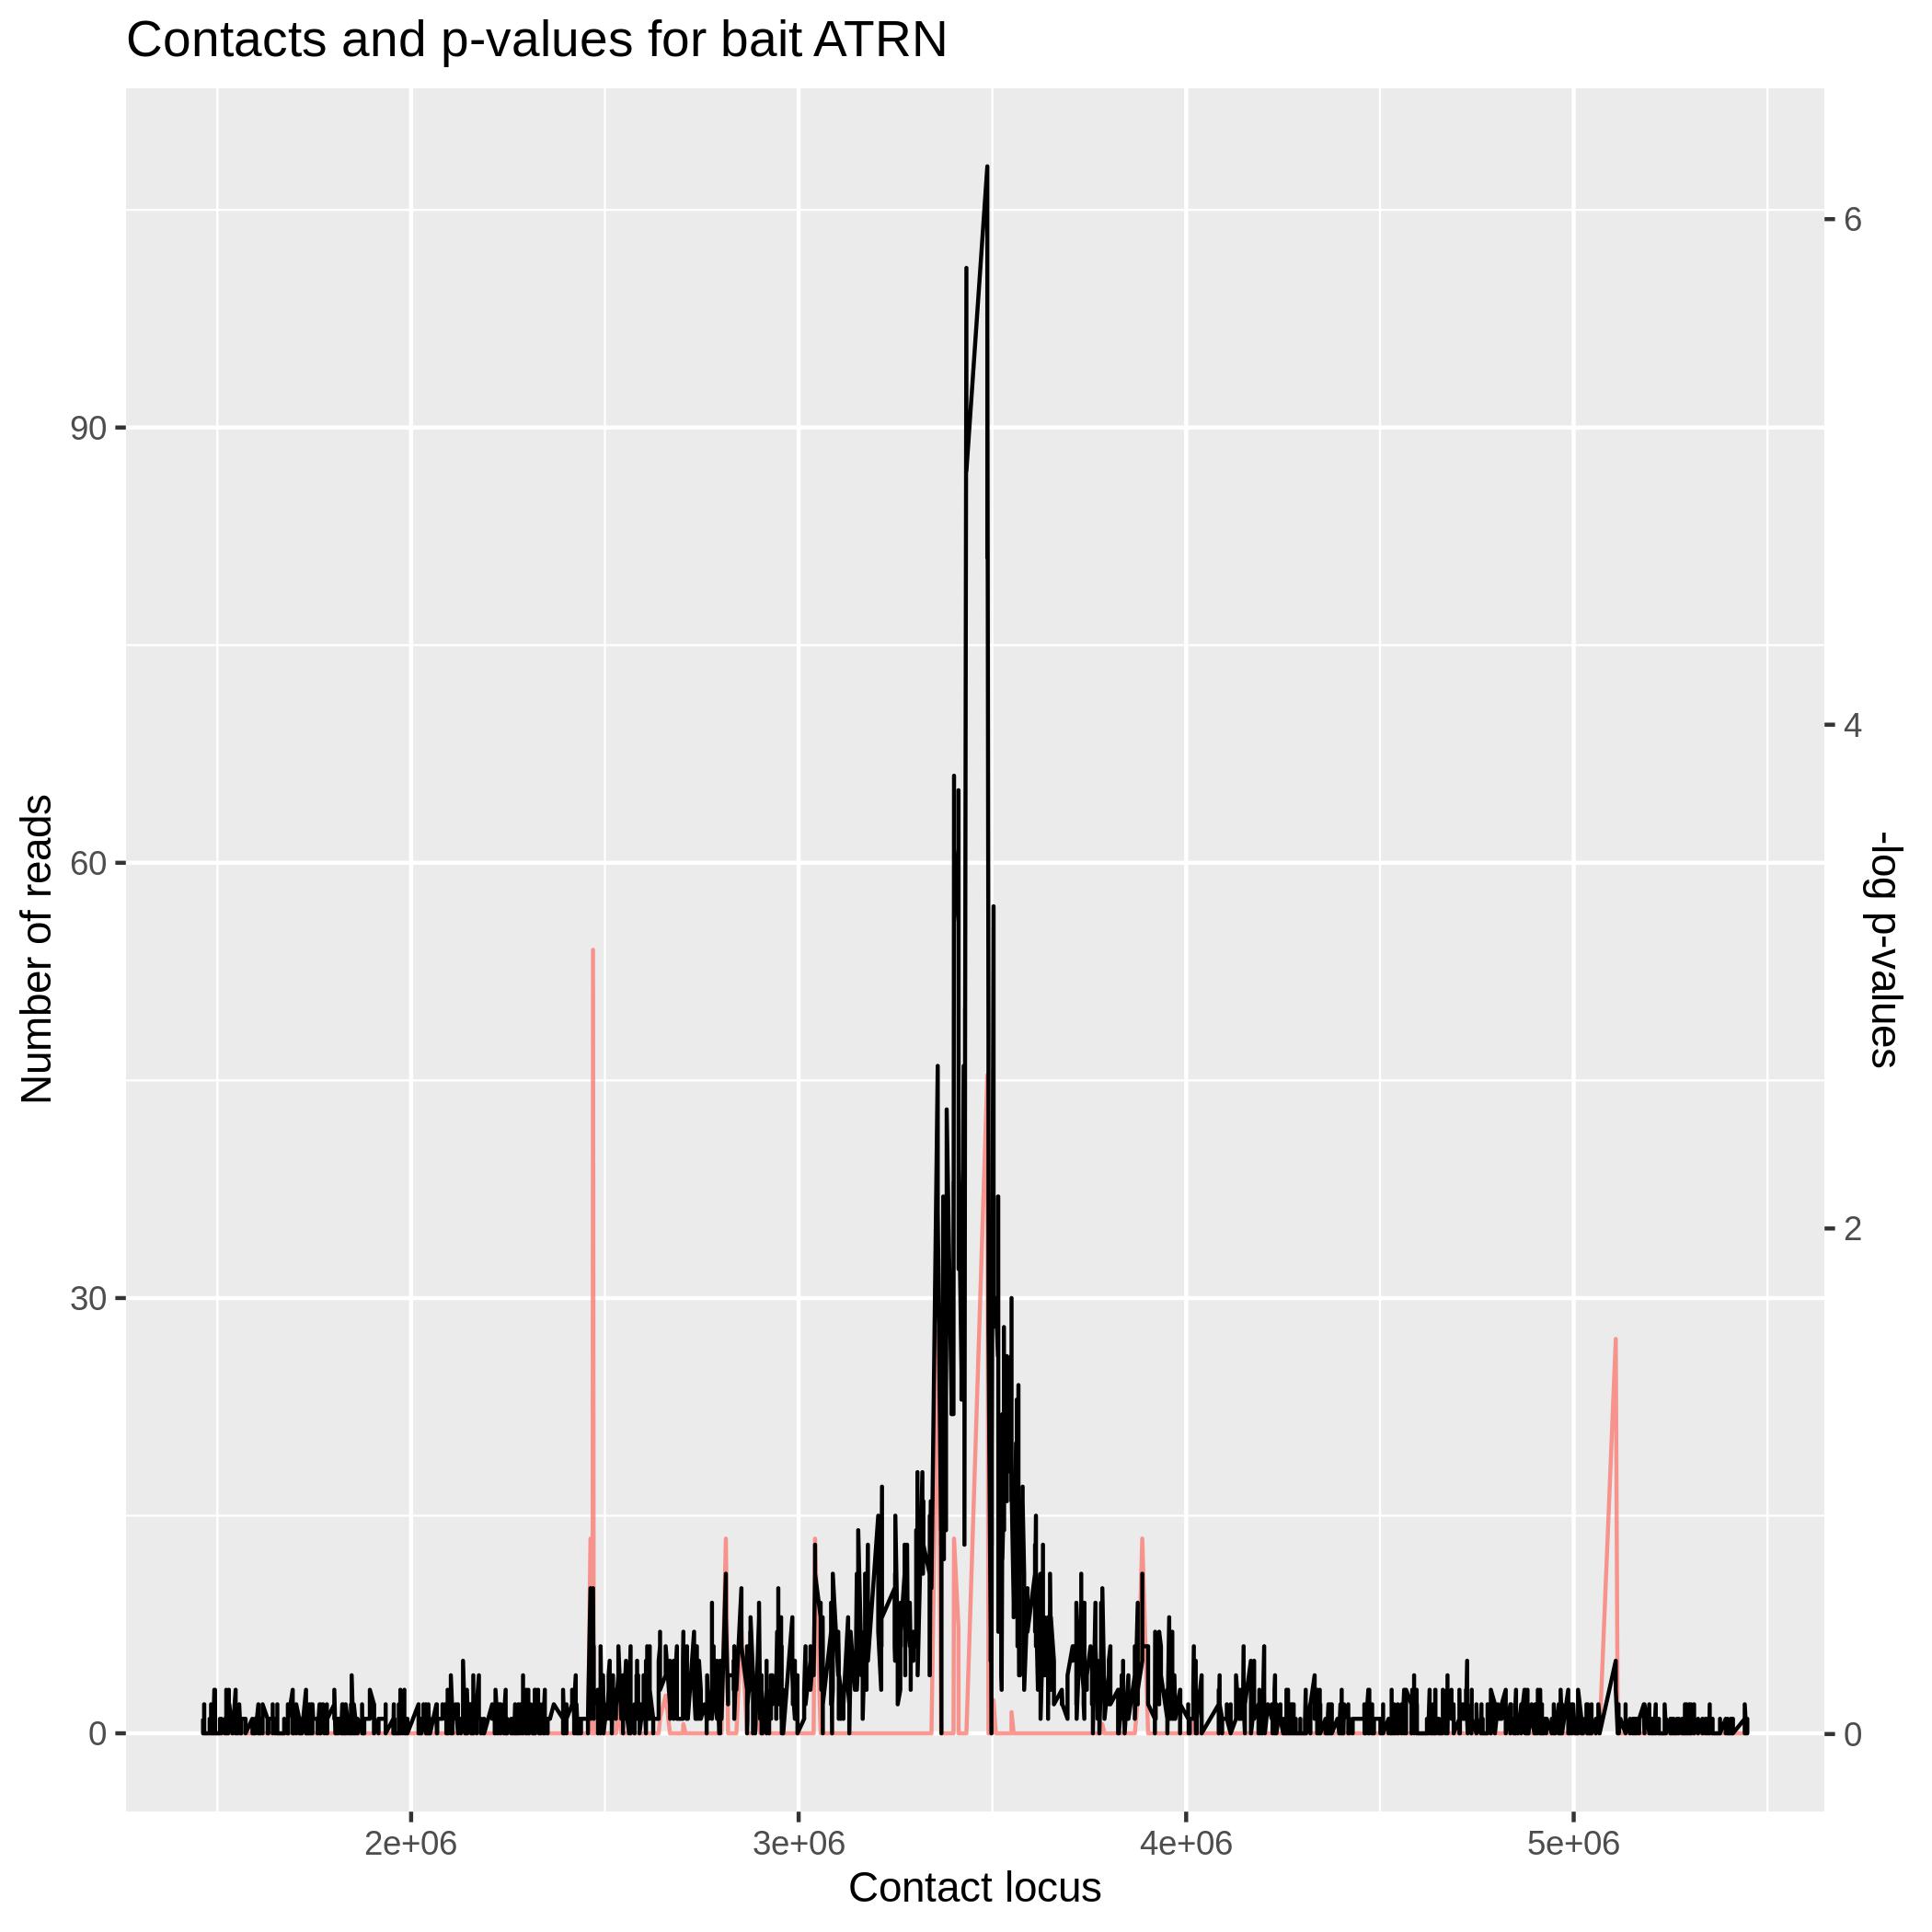 Contacts and p-values for bait ATRN
Number of reads
90
60
30
0
6
4
2
0
-log p-values
2e+06
3e+06
4e+06
5e+06
Contact locus